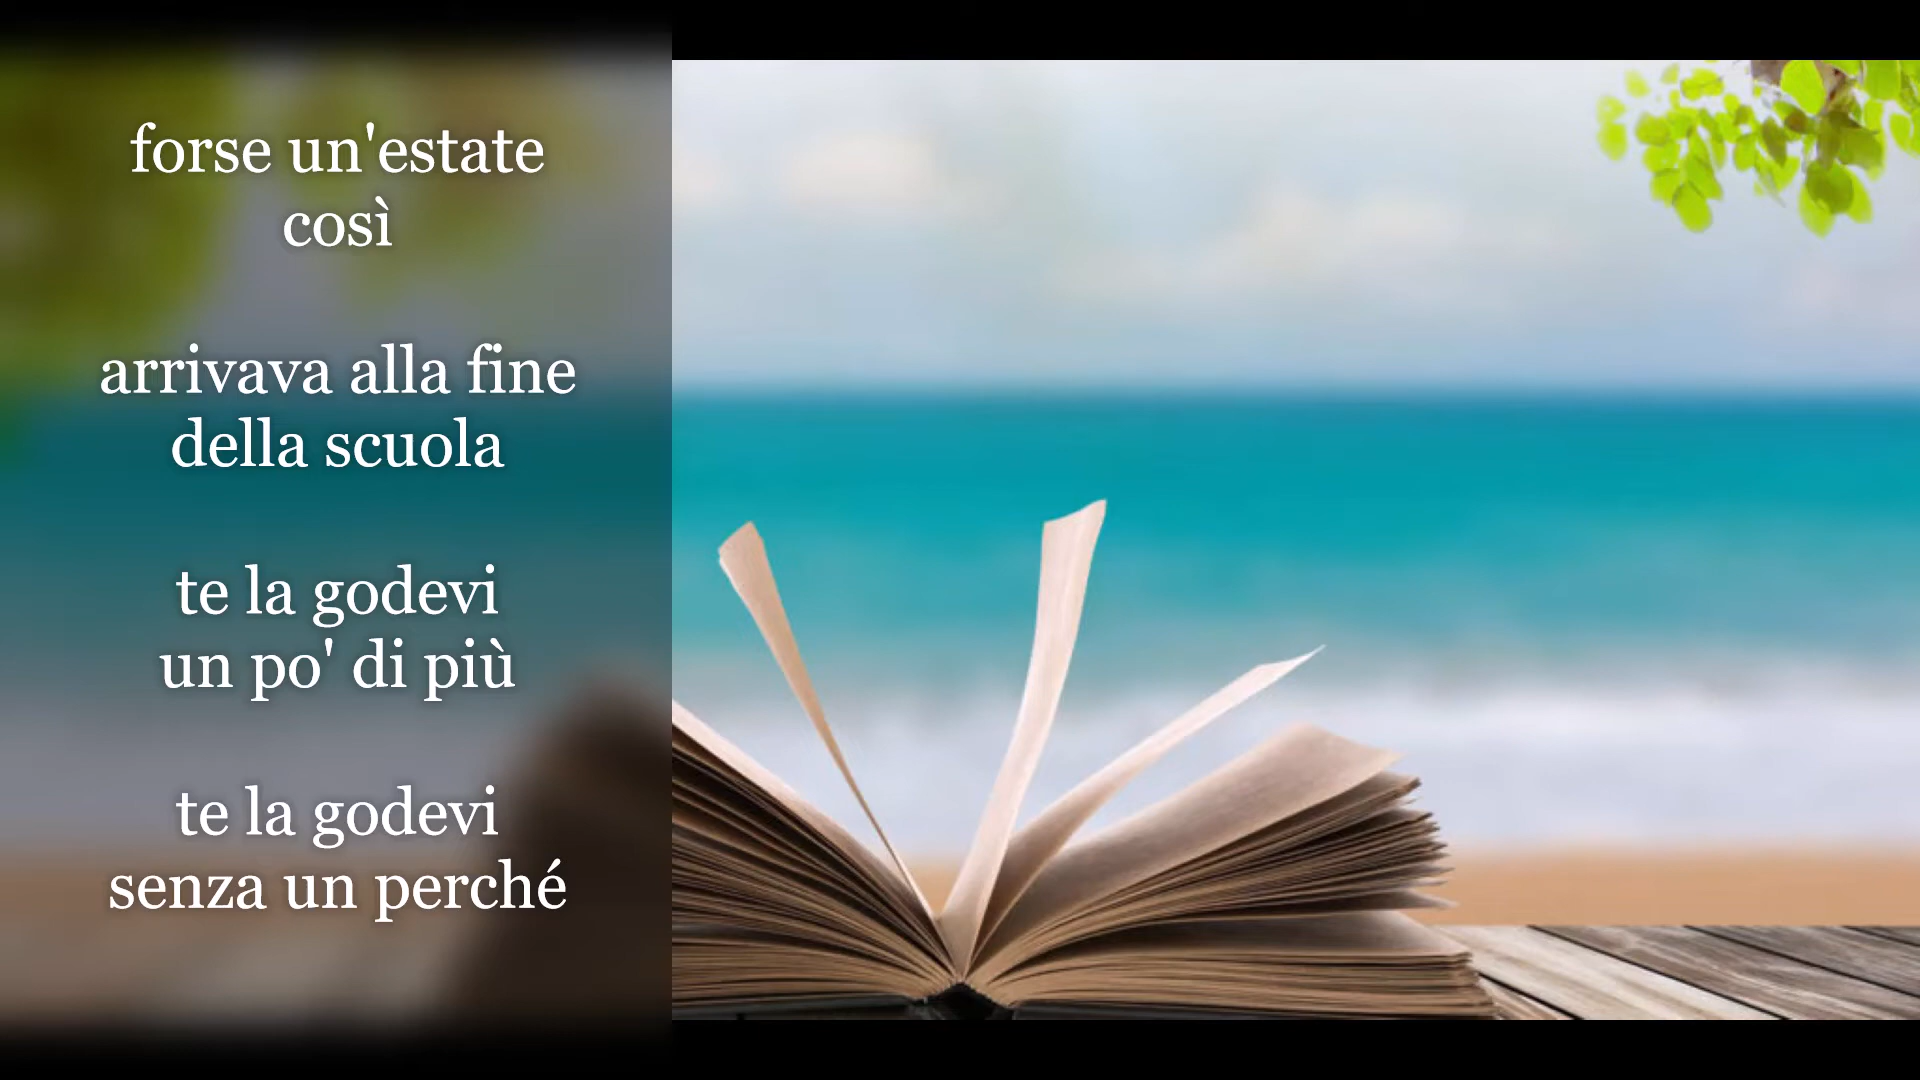 forse un'estate
così
arrivava alla fine
della scuola
te la godevi
un po' di più
te la godevi
senza un perché